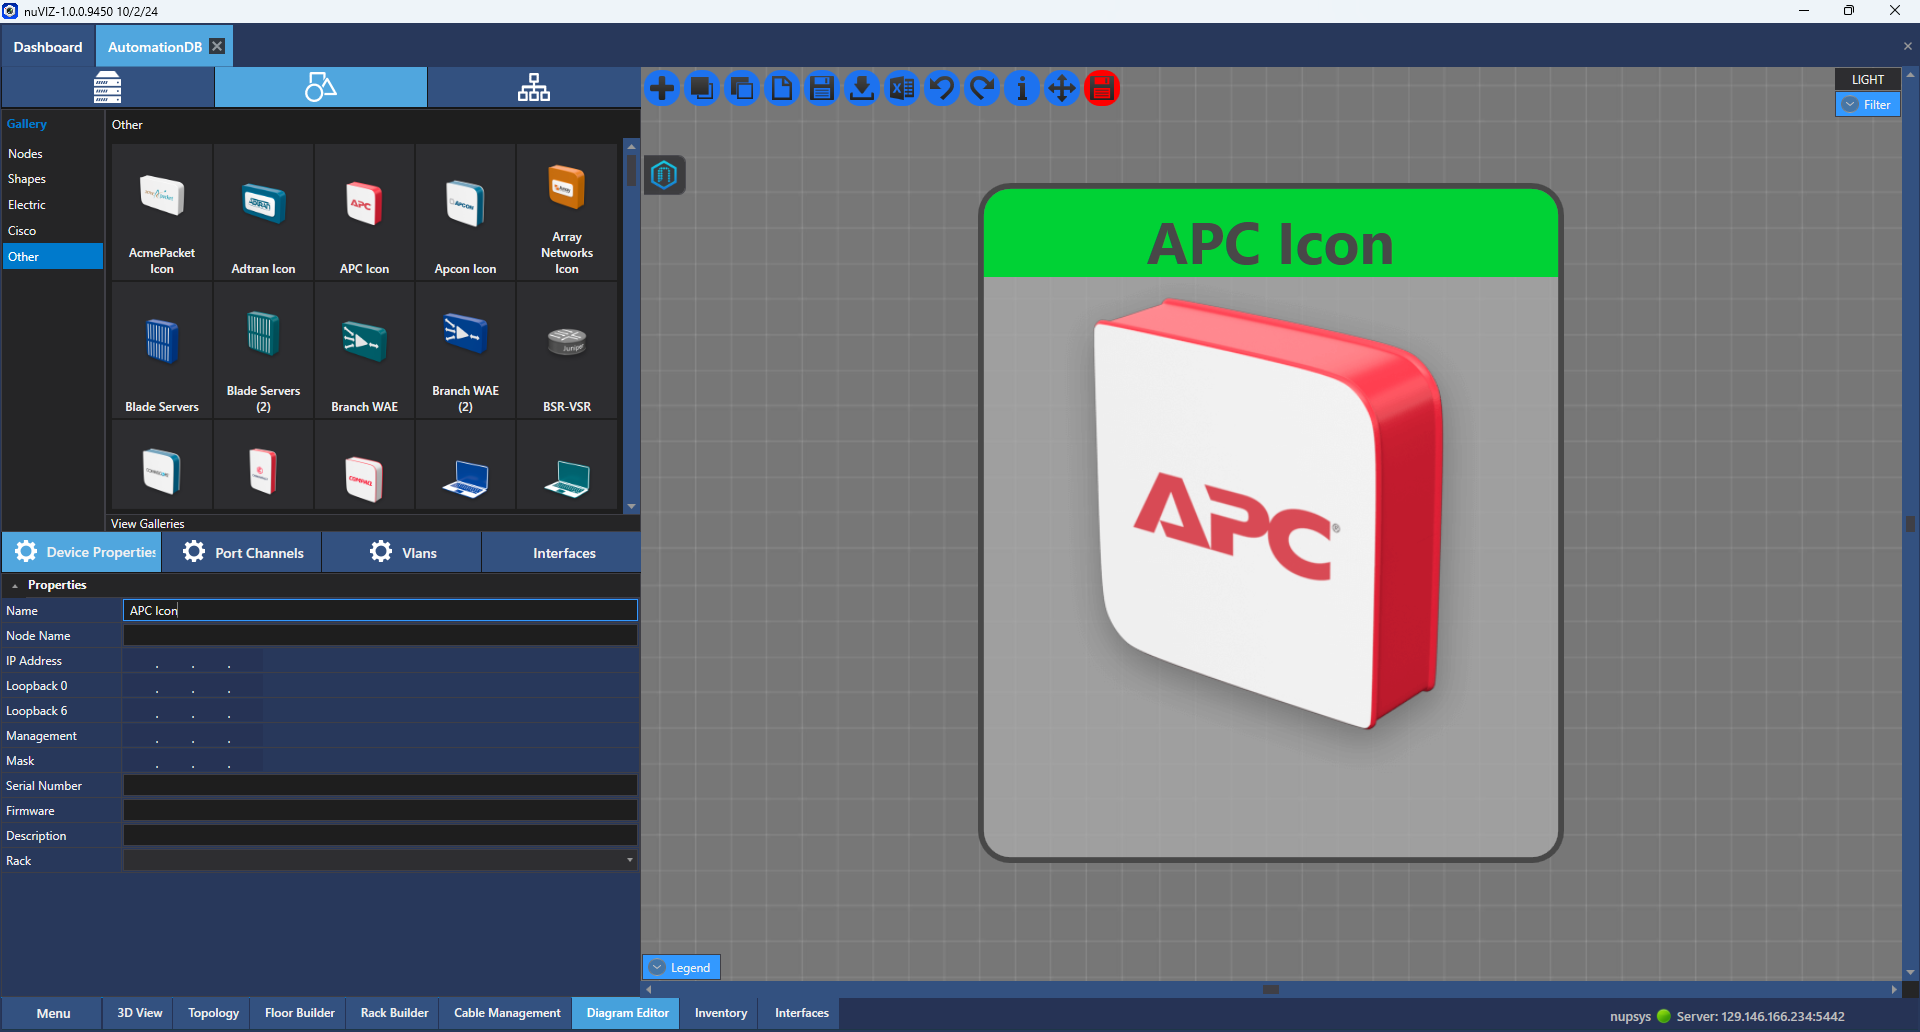 nuVIZ-1.0.0.9450 10/2/24
Dashboard
AutomationDB
Gallery
Nodes
Shapes
Electric
Cisco
Other
Other
AcmePacket
Icon
Adtran Icon
APC
APC Icon
APCON
Apcon Icon
Array
Networks
Icon
Blade Servers
Blade Servers
(2)
Branch WAE
Branch WAE
(2)
Juniper
BSR-VSR
COMPAQ
View Galleries
Device Properties
Port Channels
Vlans
Interfaces
Properties
Name
APC Icon
Node Name
IP Address
. . .
Loopback 0
. . .
Loopback 6
. . .
Management
. . .
Mask
. . .
Serial Number
Firmware
Description
Rack
LIGHT
Filter
APC Icon
APC®
Legend
Menu
3D View
Topology
Floor Builder
Rack Builder
Cable Management
Diagram Editor
Inventory
Interfaces
nupsys
Server: 129.146.166.234:5442